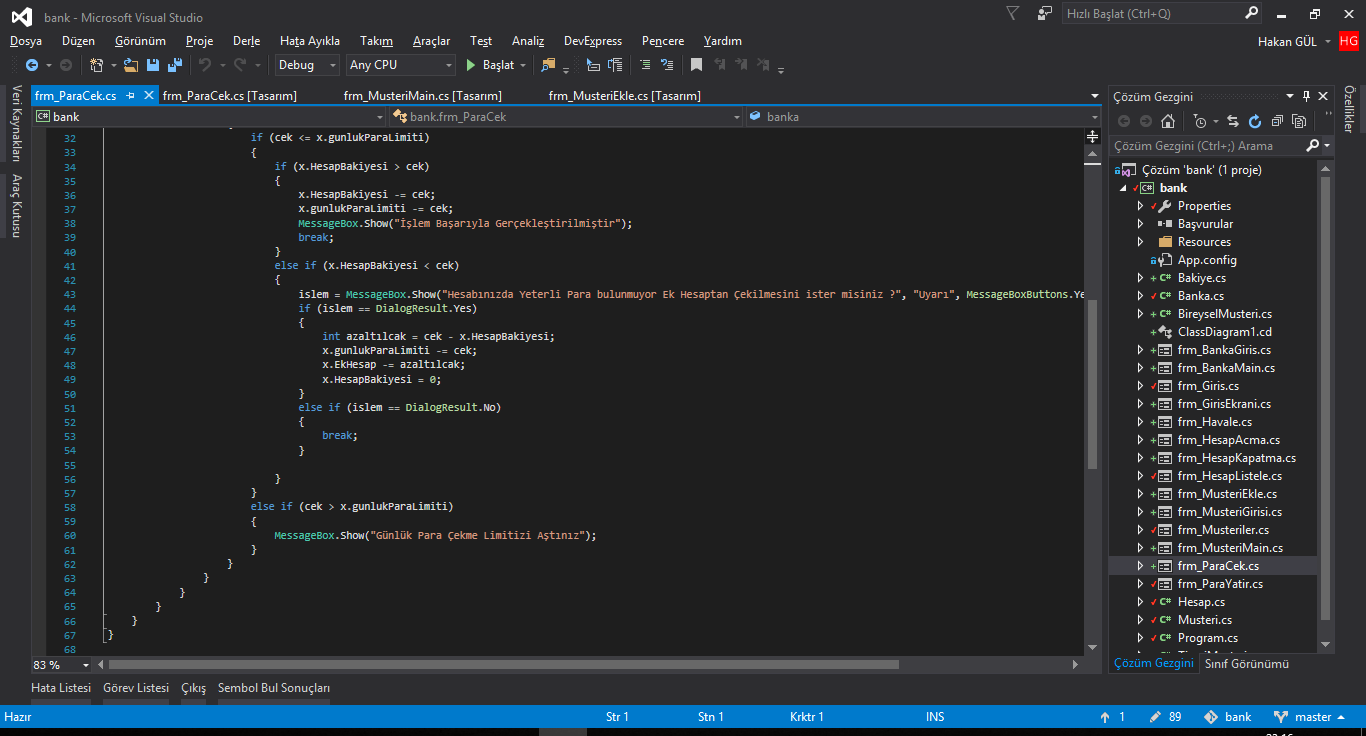 bank - Microsoft Visual Studio
Hızlı Başlat (Ctrl+Q)
Dosya Düzen Görünüm Proje Derle Hata Ayıkla Takım Araçlar Test Analiz DevExpress Pencere Yardım
Hakan GÜL HG
Debug Any CPU Başlat
Veri Kaynakları
Araç Kutusu
frm_ParaCek.cs frm_ParaCek.cs [Tasarım] frm_MusteriMain.cs [Tasarım] frm_MusteriEkle.cs [Tasarım]
bank bank.frm_ParaCek banka
32 if (cek <= x.gunlukParaLimiti)
33 {
34 if (x.HesapBakiyesi > cek)
35 {
36 x.HesapBakiyesi -= cek;
37 x.gunlukParaLimiti -= cek;
38 MessageBox.Show("İşlem Başarıyla Gerçekleştirilmiştir");
39 break;
40 }
41 else if (x.HesapBakiyesi < cek)
42 {
43 islem = MessageBox.Show("Hesabınızda Yeterli Para bulunmuyor Ek Hesaptan Çekilmesini ister misiniz ?", "Uyarı", MessageBoxButtons.Ye
44 if (islem == DialogResult.Yes)
45 {
46 int azaltılcak = cek - x.HesapBakiyesi;
47 x.gunlukParaLimiti -= cek;
48 x.EkHesap -= azaltılcak;
49 x.HesapBakiyesi = 0;
50 }
51 else if (islem == DialogResult.No)
52 {
53 break;
54 }
55
56 }
57 }
58 else if (cek > x.gunlukParaLimiti)
59 {
60 MessageBox.Show("Günlük Para Çekme Limitizi Aştınız");
61 }
62 }
63 }
64 }
65 }
66 }
67 }
68
83 %
Çözüm Gezgini
Çözüm Gezgini (Ctrl+;) Arama
Çözüm 'bank' (1 proje)
bank
Properties
Başvurular
Resources
App.config
Bakiye.cs
Banka.cs
BireyselMusteri.cs
ClassDiagram1.cd
frm_BankaGiris.cs
frm_BankaMain.cs
frm_Giris.cs
frm_GirisEkrani.cs
frm_Havale.cs
frm_HesapAcma.cs
frm_HesapKapatma.cs
frm_HesapListele.cs
frm_MusteriEkle.cs
frm_MusteriGirisi.cs
frm_Musteriler.cs
frm_MusteriMain.cs
frm_ParaCek.cs
frm_ParaYatir.cs
Hesap.cs
Musteri.cs
Program.cs
Çözüm Gezgini Sınıf Görünümü
Özellikler
Hata Listesi Görev Listesi Çıkış Sembol Bul Sonuçları
Hazır Str 1 Stn 1 Krktr 1 INS 1 89 bank master